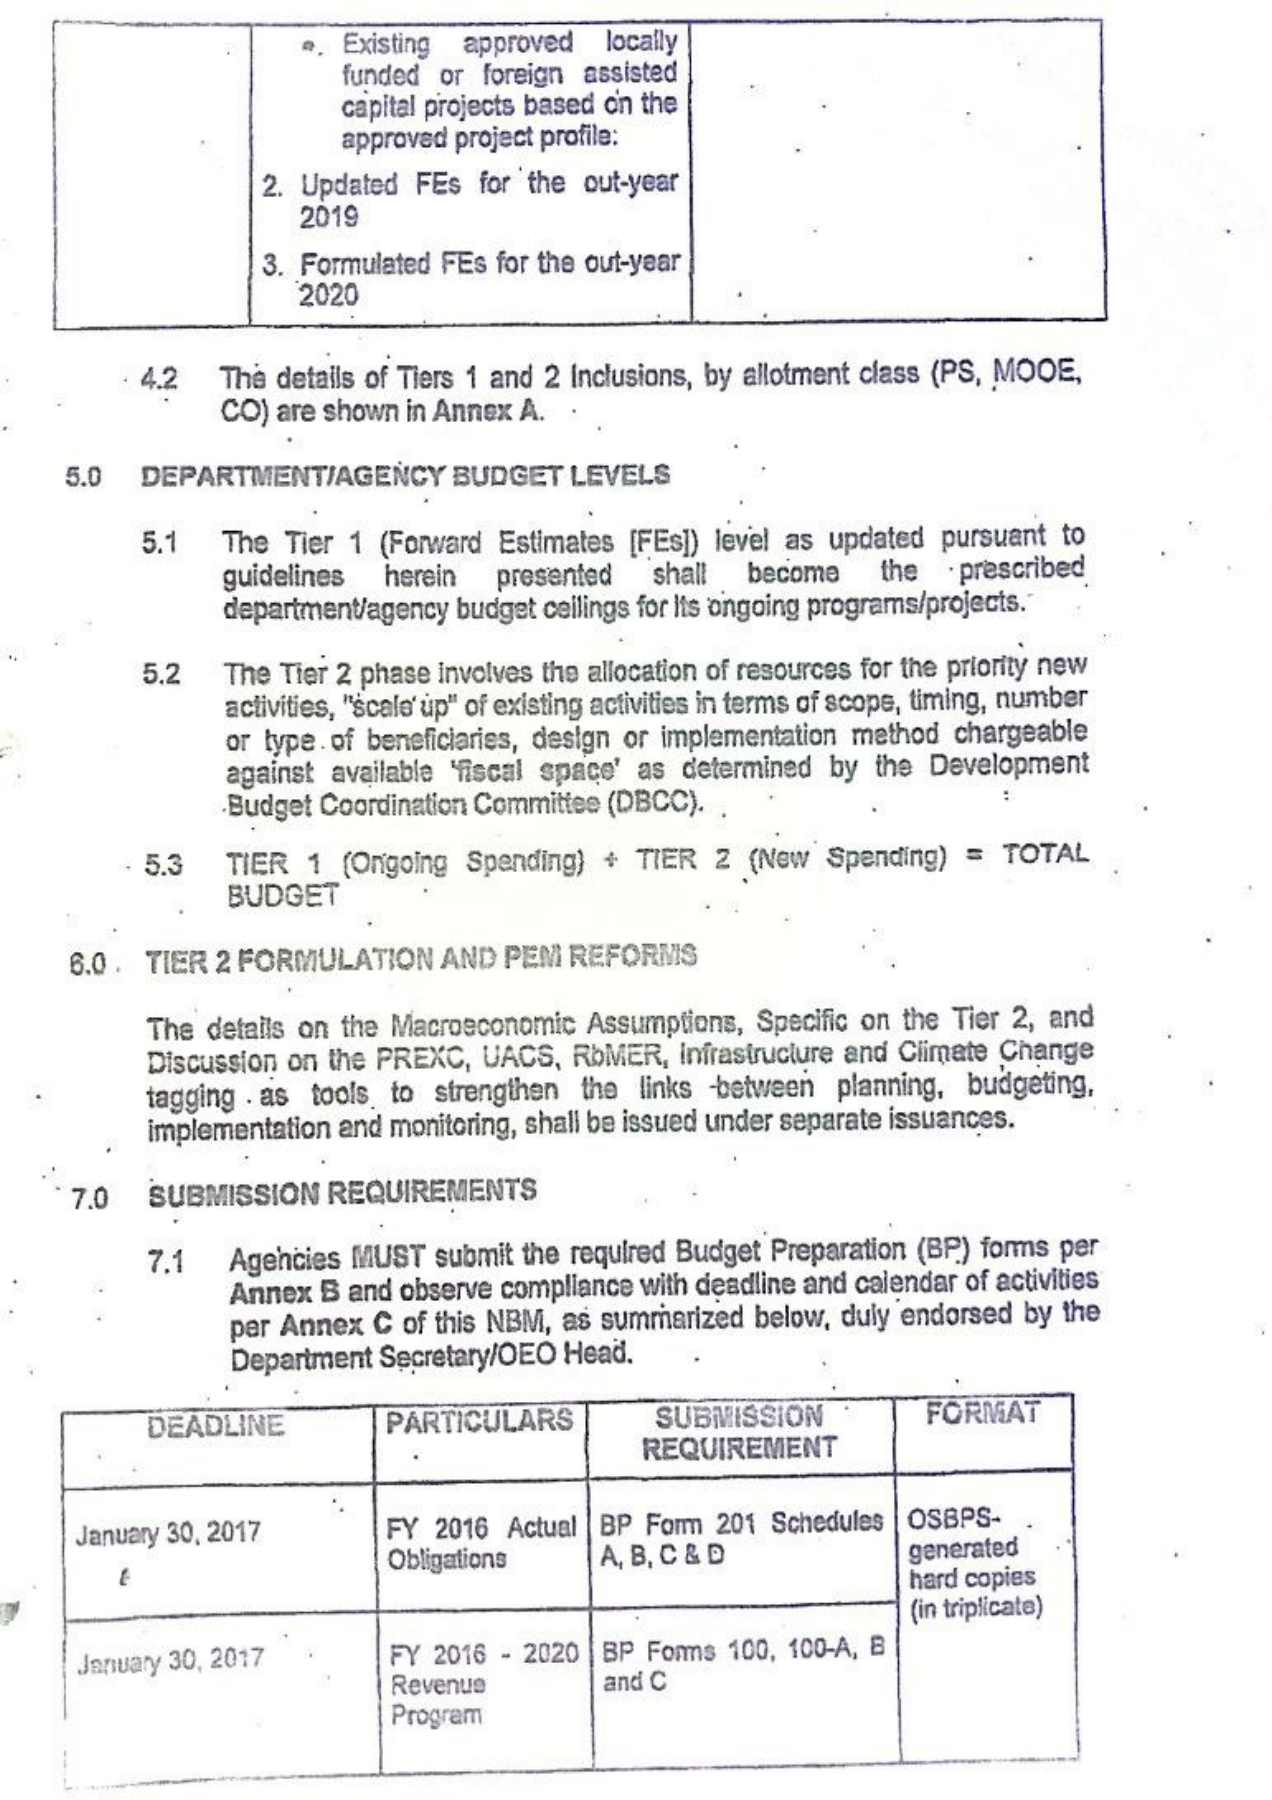 e. Existing approved locally
funded or foreign assisted
capital projects based on the
approved project profile:
2. Updated FEs for the out-year
2019
3. Formulated FEs for the out-year
2020
4.2 The details of Tiers 1 and 2 Inclusions, by allotment class (PS, MOOE,
CO) are shown in Annex A.
5.0 DEPARTMENT/AGENCY BUDGET LEVELS
5.1 The Tier 1 (Forward Estimates [FEs]) level as updated pursuant to
guidelines herein presented shall become the prescribed
department/agency budget ceilings for its ongoing programs/projects.
5.2 The Tier 2 phase involves the allocation of resources for the priority new
activities, "scale up" of existing activities in terms of scope, timing, number
or type of beneficiaries, design or implementation method chargeable
against available 'fiscal space' as determined by the Development
Budget Coordination Committee (DBCC).
5.3 TIER 1 (Ongoing Spending) + TIER 2 (New Spending) = TOTAL
BUDGET
6.0 TIER 2 FORMULATION AND PEM REFORMS
The details on the Macroeconomic Assumptions, Specific on the Tier 2, and
Discussion on the PREXC, UACS, RbMER, Infrastructure and Climate Change
tagging as tools to strengthen the links between planning, budgeting,
implementation and monitoring, shall be issued under separate issuances.
7.0 SUBMISSION REQUIREMENTS
7.1 Agencies MUST submit the required Budget Preparation (BP) forms per
Annex B and observe compliance with deadline and calendar of activities
per Annex C of this NBM, as summarized below, duly endorsed by the
Department Secretary/OEO Head.
DEADLINE PARTICULARS SUBMISSION FORMAT
REQUIREMENT
January 30, 2017 FY 2016 Actual BP Form 201 Schedules OSBPS-
Obligations A, B, C & D generated
hard copies
(in triplicate)
January 30, 2017 FY 2016 - 2020 BP Forms 100, 100-A, B
Revenue and C
Program